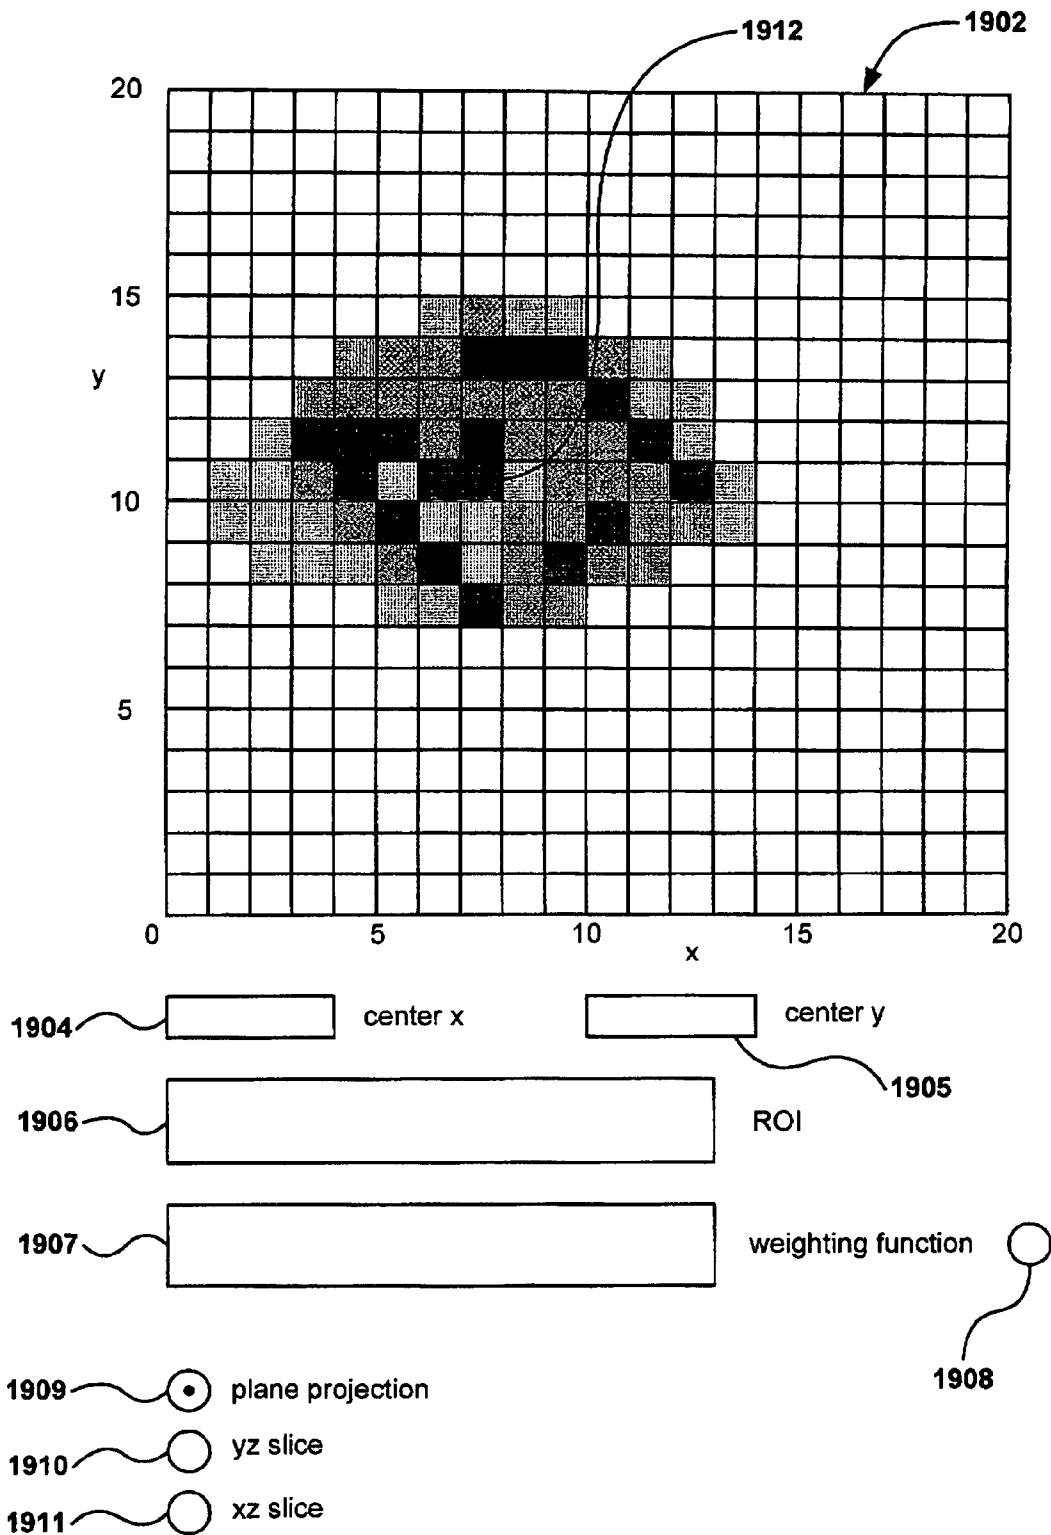 1912
1902
20
15
y
10
5
0
5
10
15
20
x
1904
center x
center y
1905
1906
ROI
1907
weighting function
1908
1909
plane projection
1910
yz slice
1911
xz slice